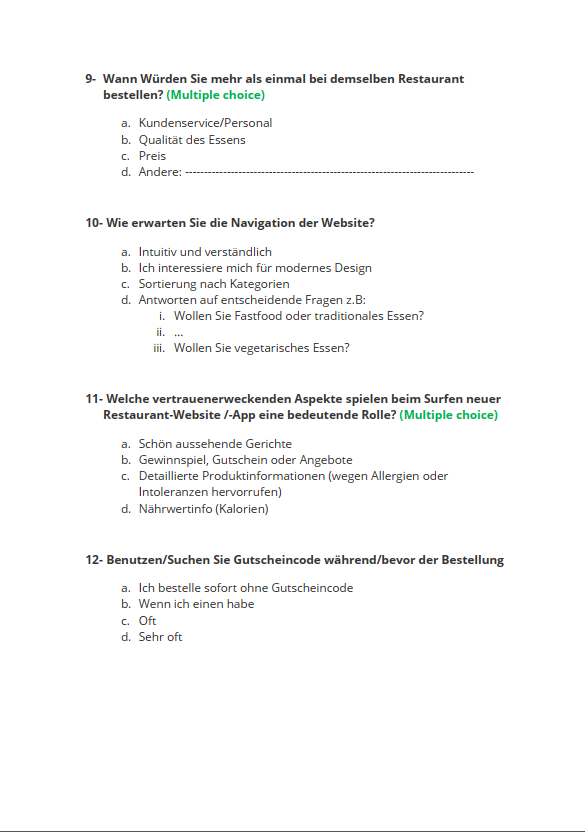 9- Wann Würden Sie mehr als einmal bei demselben Restaurant
bestellen? (Multiple choice)
a. Kundenservice/Personal
b. Qualität des Essens
c. Preis
d. Andere: ----------------------------------------------------------------------------
10- Wie erwarten Sie die Navigation der Website?
a. Intuitiv und verständlich
b. Ich interessiere mich für modernes Design
c. Sortierung nach Kategorien
d. Antworten auf entscheidende Fragen z.B:
i. Wollen Sie Fastfood oder traditionales Essen?
ii. ...
iii. Wollen Sie vegetarisches Essen?
11- Welche vertrauenerweckenden Aspekte spielen beim Surfen neuer
Restaurant-Website /-App eine bedeutende Rolle? (Multiple choice)
a. Schön aussehende Gerichte
b. Gewinnspiel, Gutschein oder Angebote
c. Detaillierte Produktinformationen (wegen Allergien oder
Intoleranzen hervorrufen)
d. Nährwertinfo (Kalorien)
12- Benutzen/Suchen Sie Gutscheincode während/bevor der Bestellung
a. Ich bestelle sofort ohne Gutscheincode
b. Wenn ich einen habe
c. Oft
d. Sehr oft